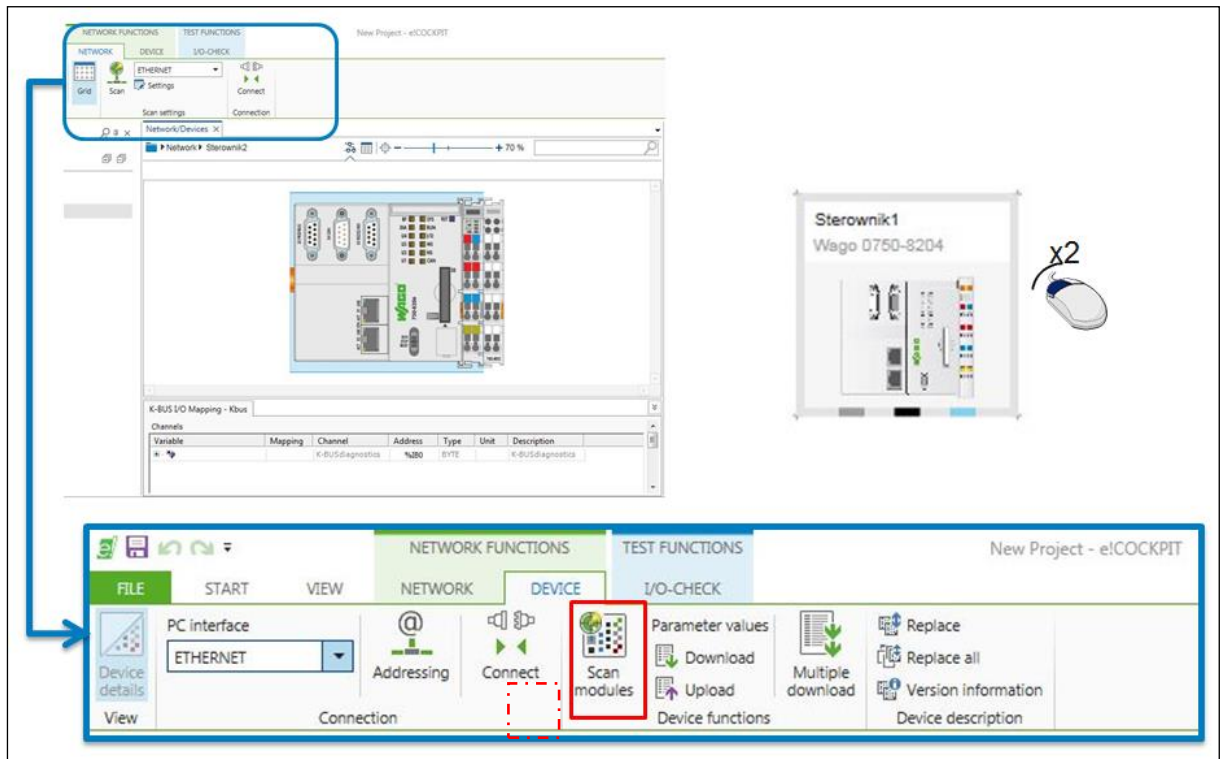 NETWORK FUNCTIONS TEST FUNCTIONS New Project - e!COCKPIT
NETWORK DEVICE I/O-CHECK
Grid Scan ETHERNET Settings Connect
Scan settings Connection
Network/Devices
Network Sterownik2 70 %
WAGO
K-BUS I/O Mapping - Kbus
Channels
Variable Mapping Channel Address Type Unit Description
K-BUSdiagnostics %IB0 BYTE K-BUSdiagnostics
Sterownik1
Wago 0750-8204
x2
NETWORK FUNCTIONS TEST FUNCTIONS New Project - e!COCKPIT
FILE START VIEW NETWORK DEVICE I/O-CHECK
PC interface
ETHERNET
Device details
Addressing
Connect
Scan modules
Parameter values
Download
Upload
Multiple download
Replace
Replace all
Version information
View Connection Device functions Device description